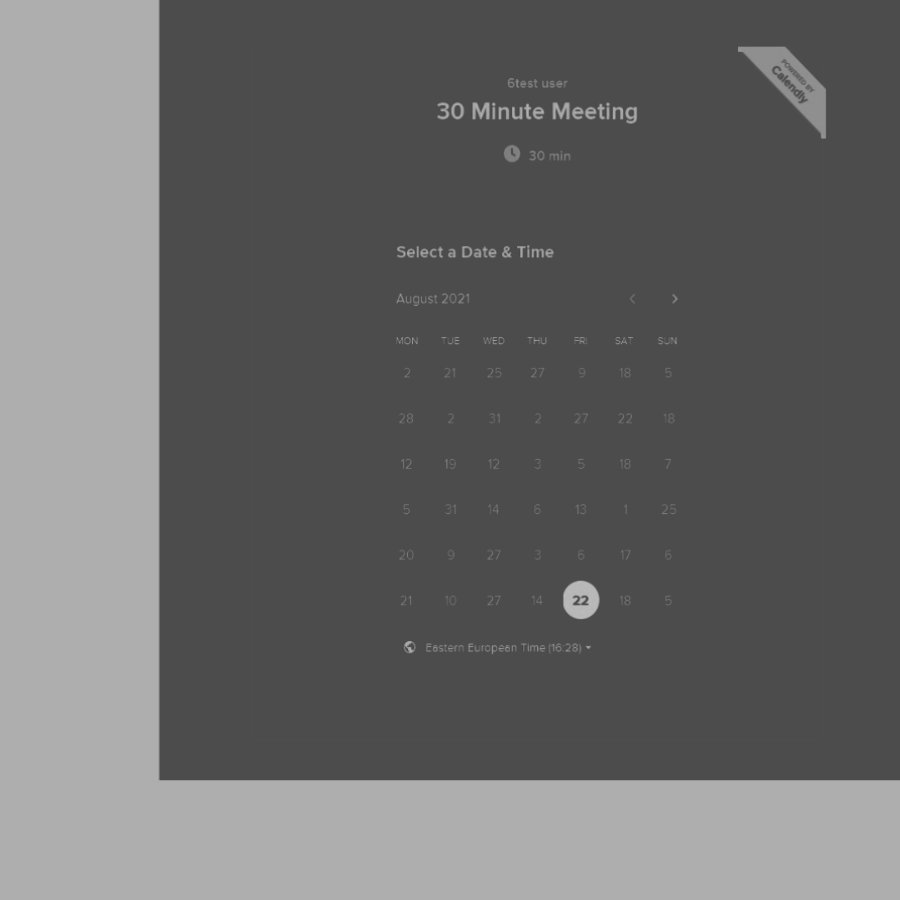 POWERED BY
Calendly
6test user
30 Minute Meeting
30 min
Select a Date & Time
August 2021
MON TUE WED THU FRI SAT SUN
2 21 25 27 9 18 5
28 2 31 2 27 22 18
12 19 12 3 5 18 7
5 31 14 6 13 1 25
20 9 27 3 6 17 6
21 10 27 14 22 18 5
Eastern European Time (16:28)